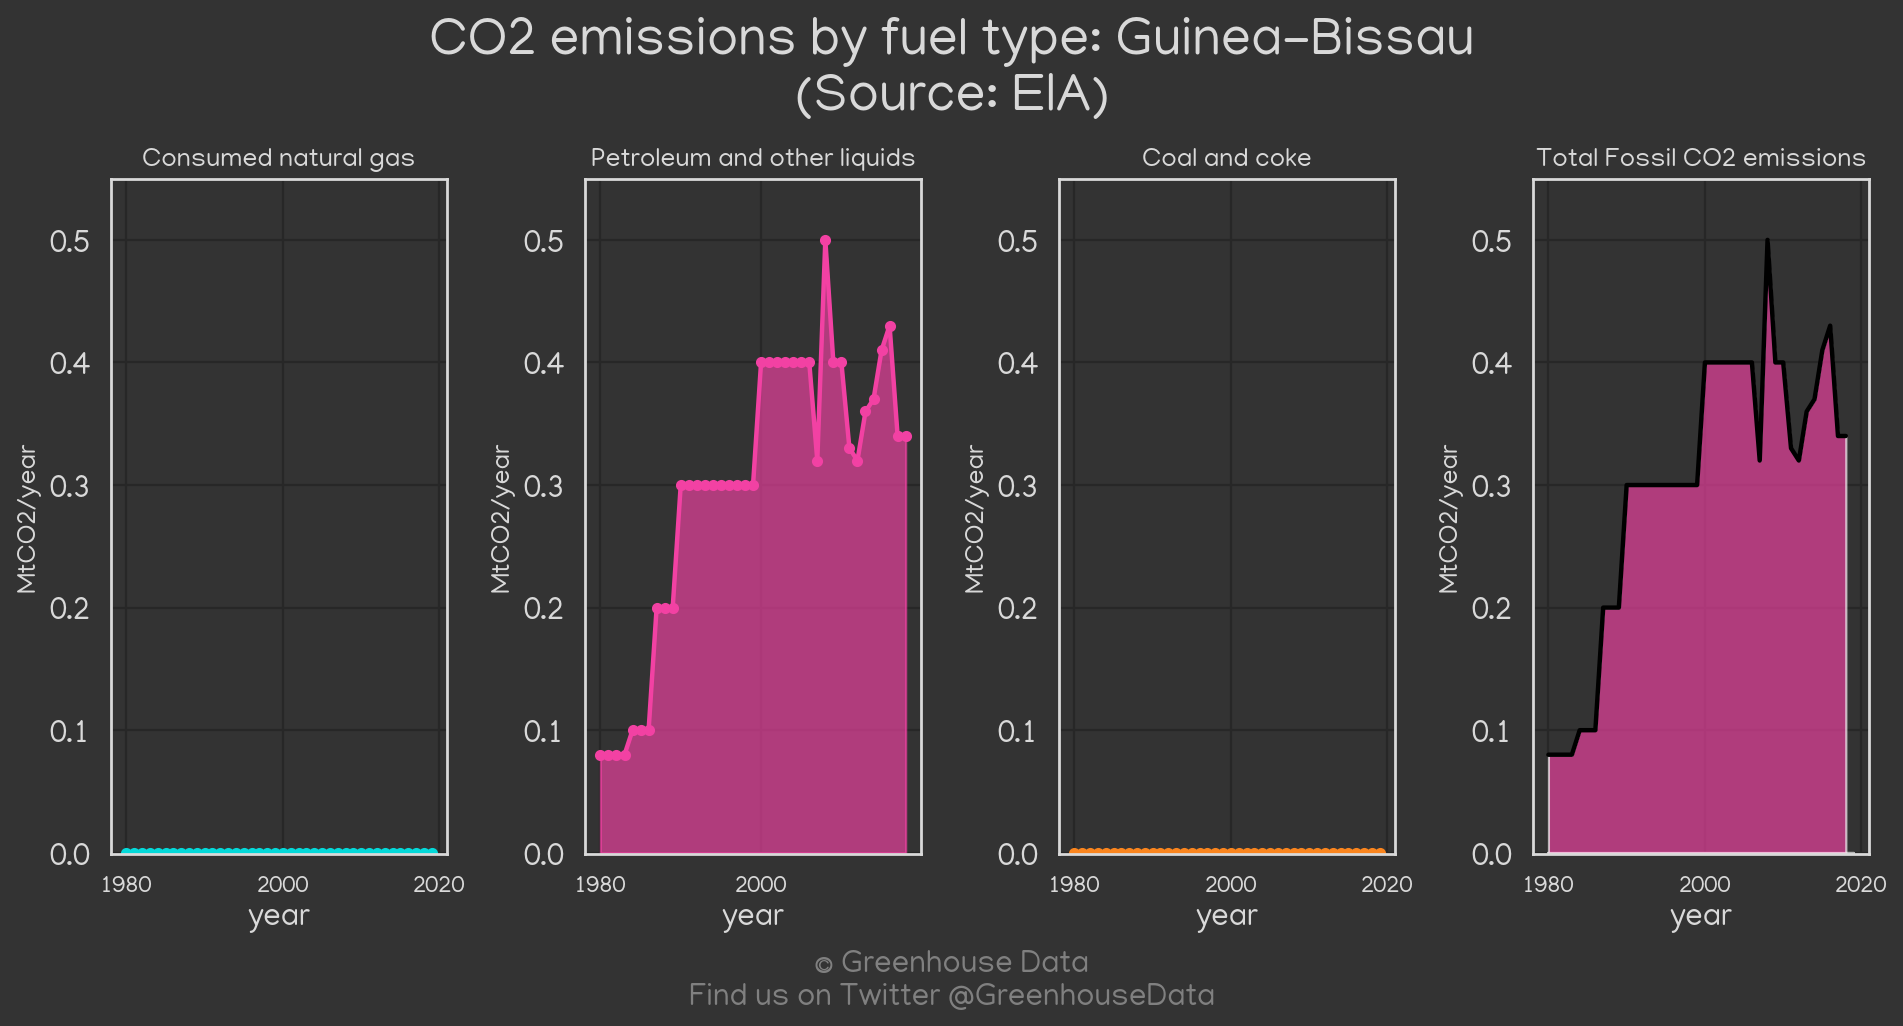 CO2 emissions by fuel type: Guinea-Bissau
(Source: EIA)
Consumed natural gas
MtCO2/year
0.5
0.4
0.3
0.2
0.1
0.0
1980 2000 2020
year
Petroleum and other liquids
MtCO2/year
0.5
0.4
0.3
0.2
0.1
0.0
1980 2000
year
Coal and coke
MtCO2/year
0.5
0.4
0.3
0.2
0.1
0.0
1980 2000 2020
year
Total Fossil CO2 emissions
MtCO2/year
0.5
0.4
0.3
0.2
0.1
0.0
1980 2000 2020
year
© Greenhouse Data
Find us on Twitter @GreenhouseData